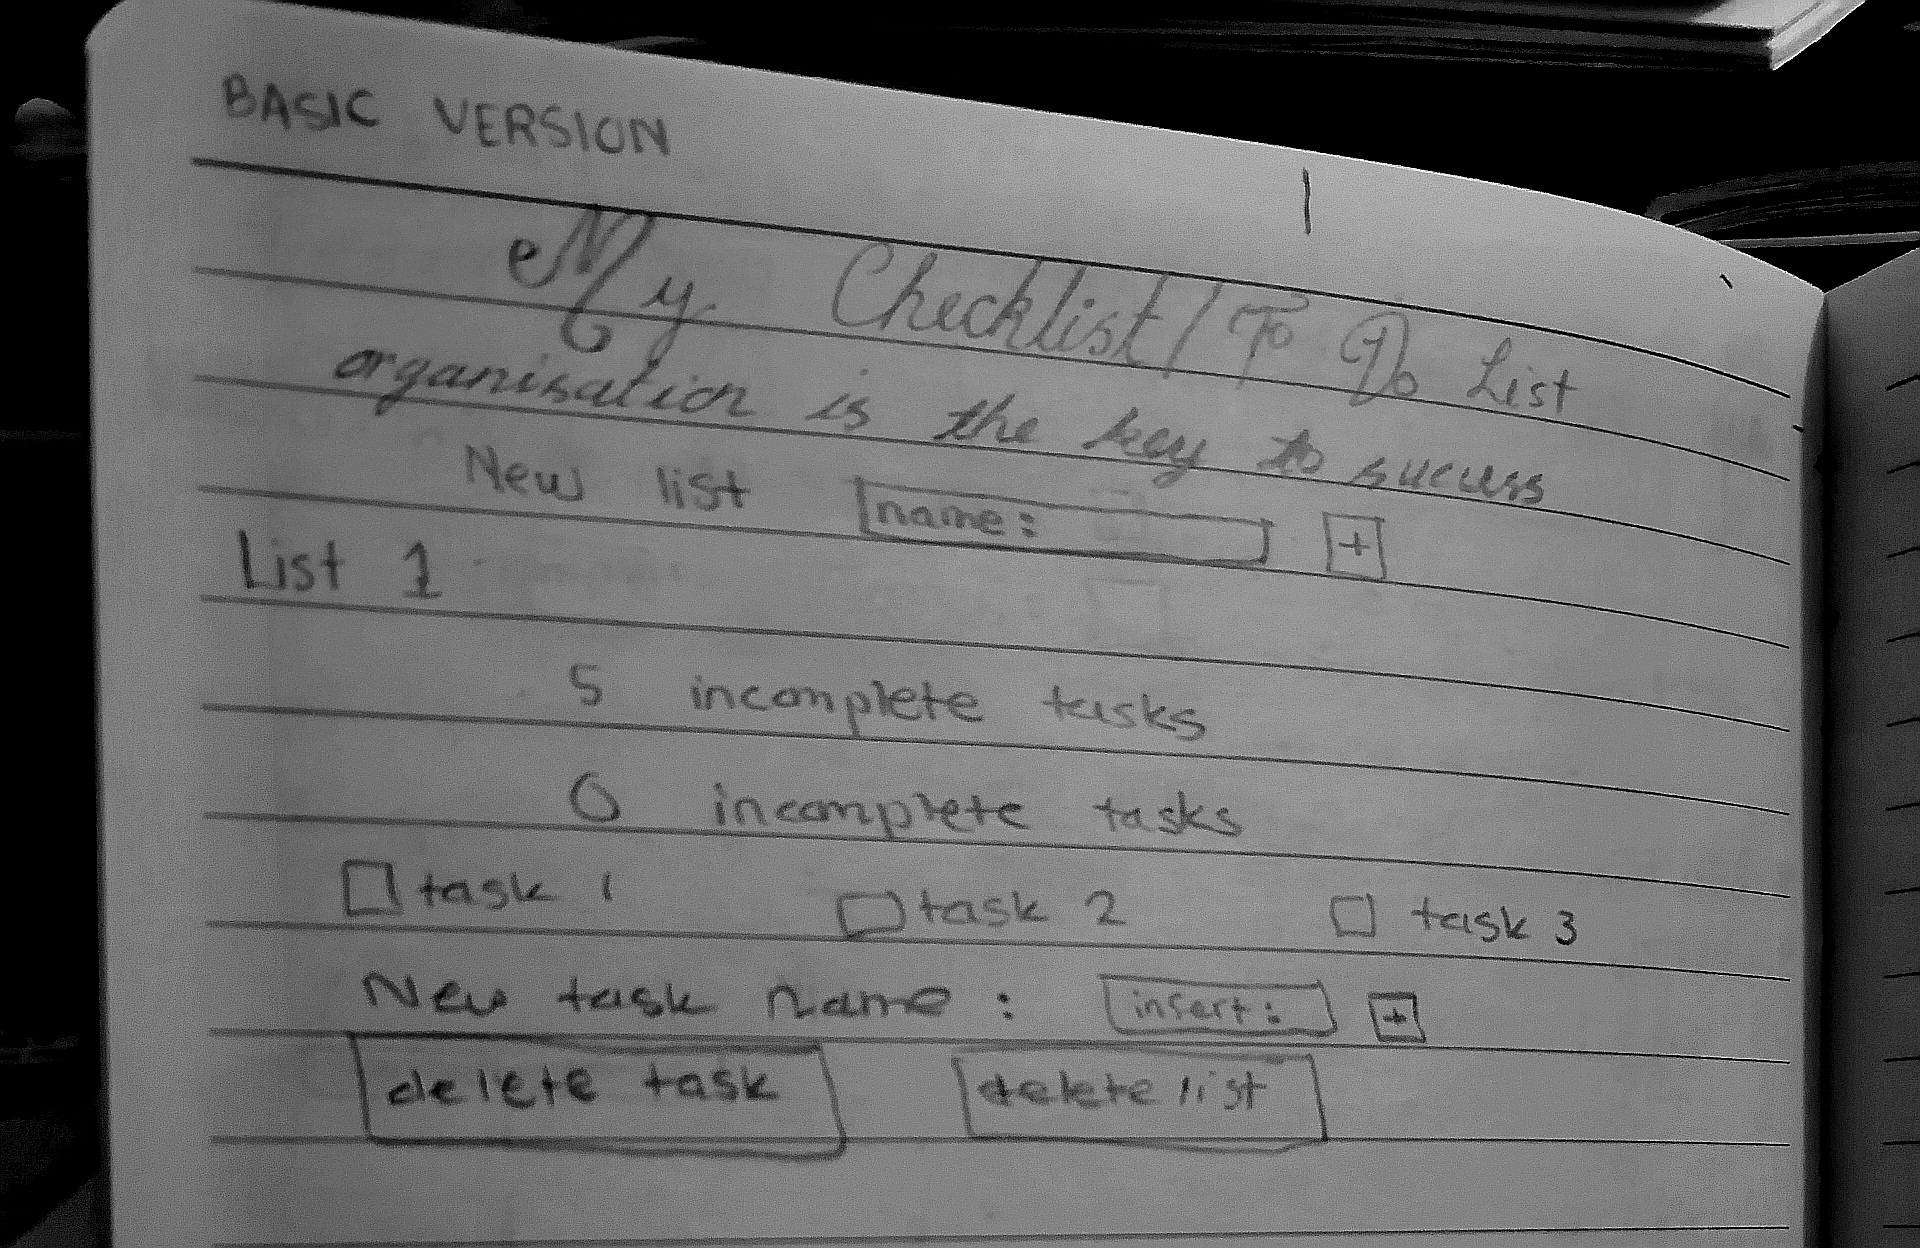 BASIC VERSION
My Checklist / To Do List
organisation is the key to success
New list name: +
List 1
5 incomplete tasks
0 incomplete tasks
task 1 task 2 task 3
New task name : insert: +
delete task delete list